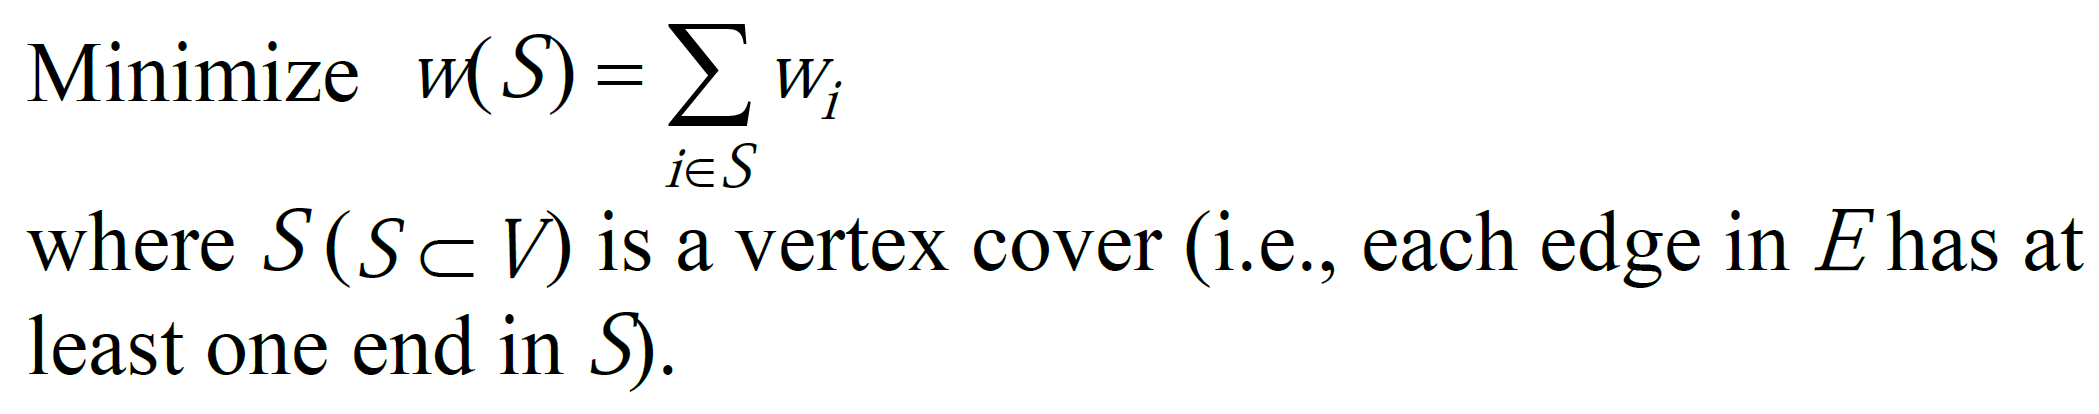 Minimize w(S) = ∑ w_i
i∈S
where S (S ⊂ V) is a vertex cover (i.e., each edge in E has at
least one end in S).